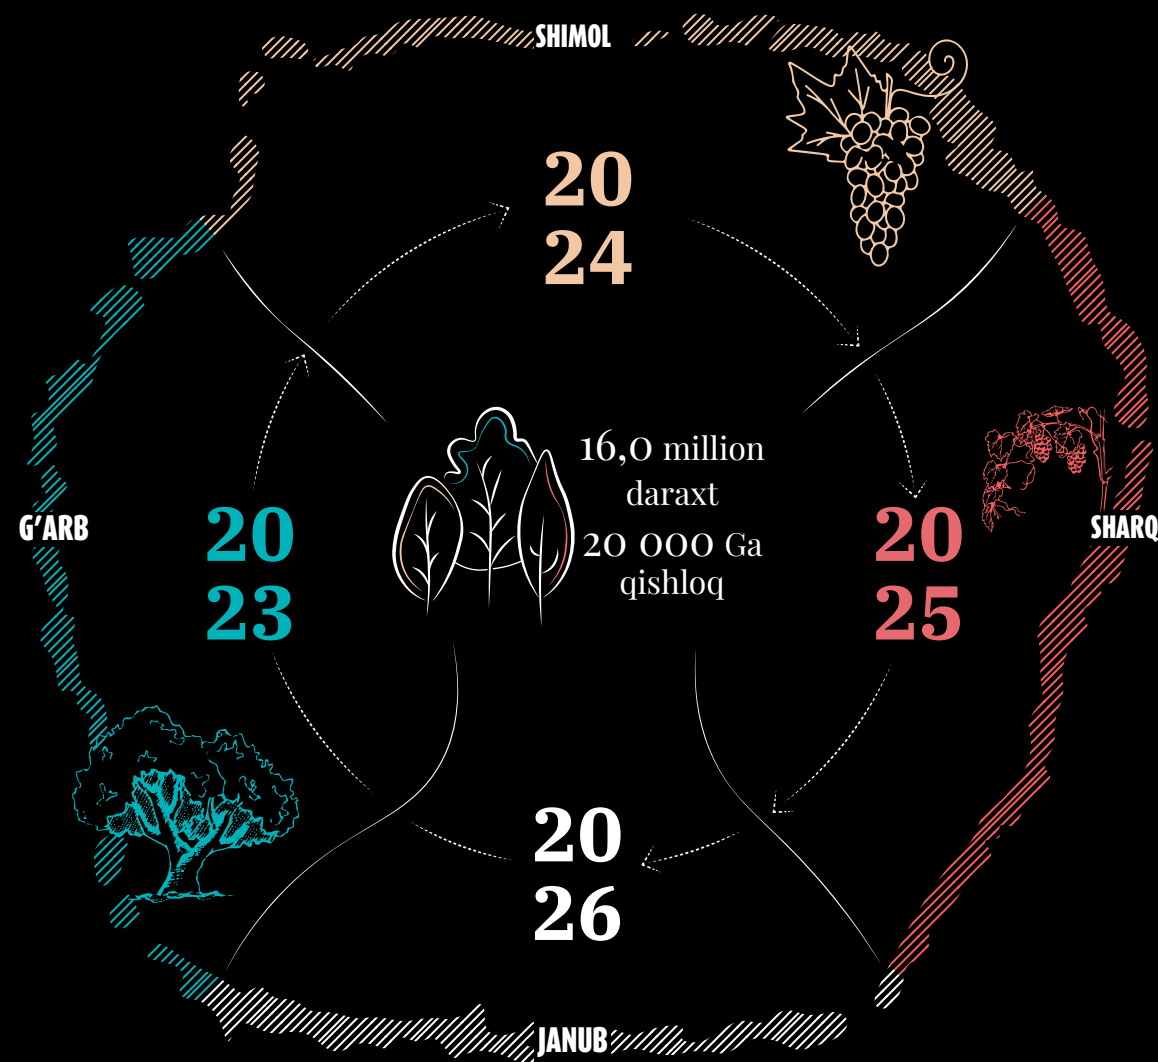 SHIMOL
20
24
16,0 million
daraxt
20 000 Ga
qishloq
G'ARB
20
23
20
25
SHARQ
20
26
JANUB